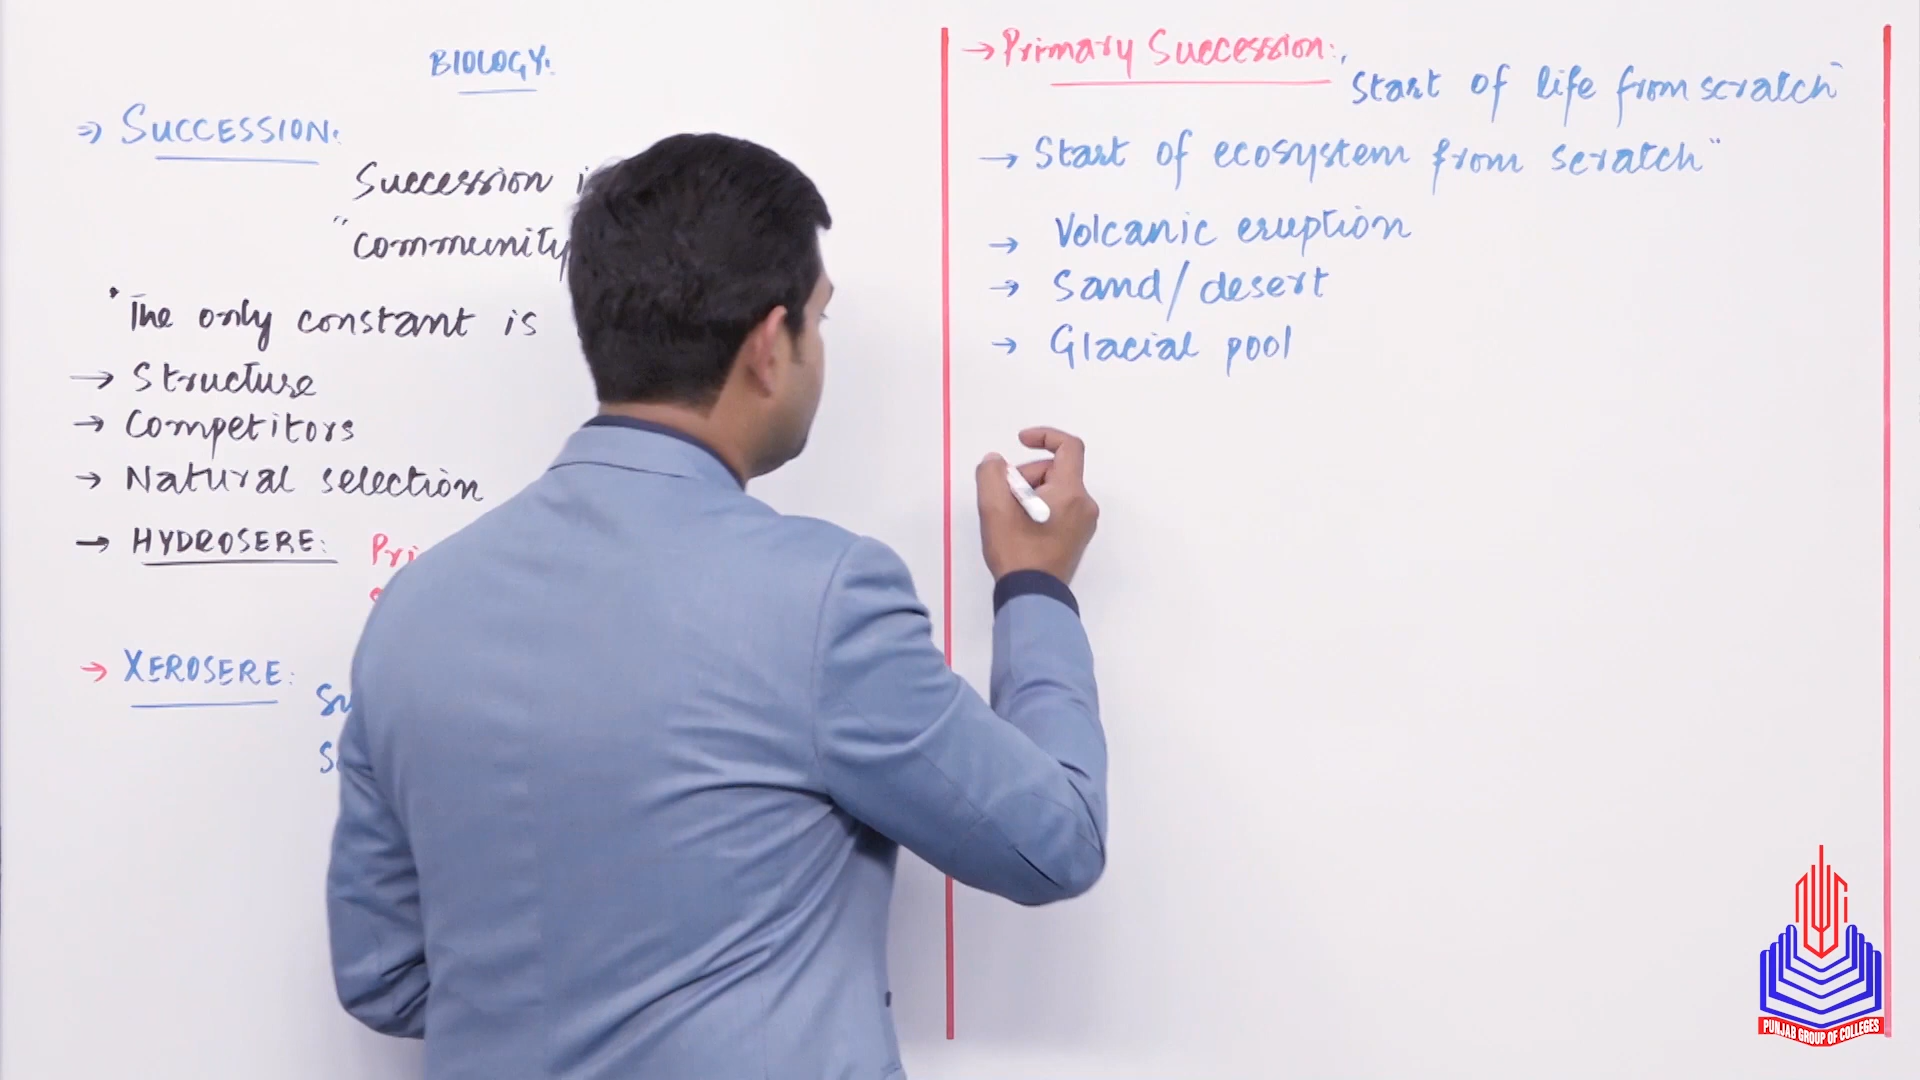 BIOLOGY:
⇒ SUCCESSION:
Succession
"community
"The only constant is
→ Structure
→ Competitors
→ Natural selection
→ HYDROSERE:
→ XEROSERE:
→ Primary Succession:
"Start of life from scratch"
→ Start of ecosystem from scratch"
→ Volcanic eruption
→ Sand/desert
→ Glacial pool
PUNJAB GROUP OF COLLEGES